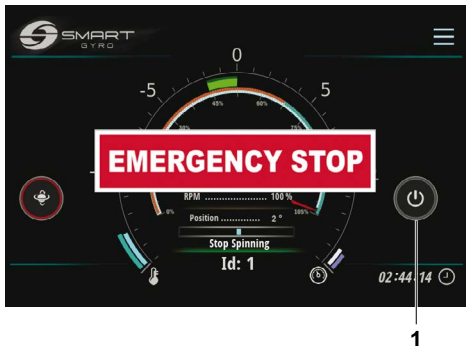 SMART
GYRO
0
-5
5
45%
60%
30%
75%
EMERGENCY STOP
RPM .................... 100 %
0%
105%
Position ............. 2 °
Stop Spinning
Id: 1
02:44:14
1